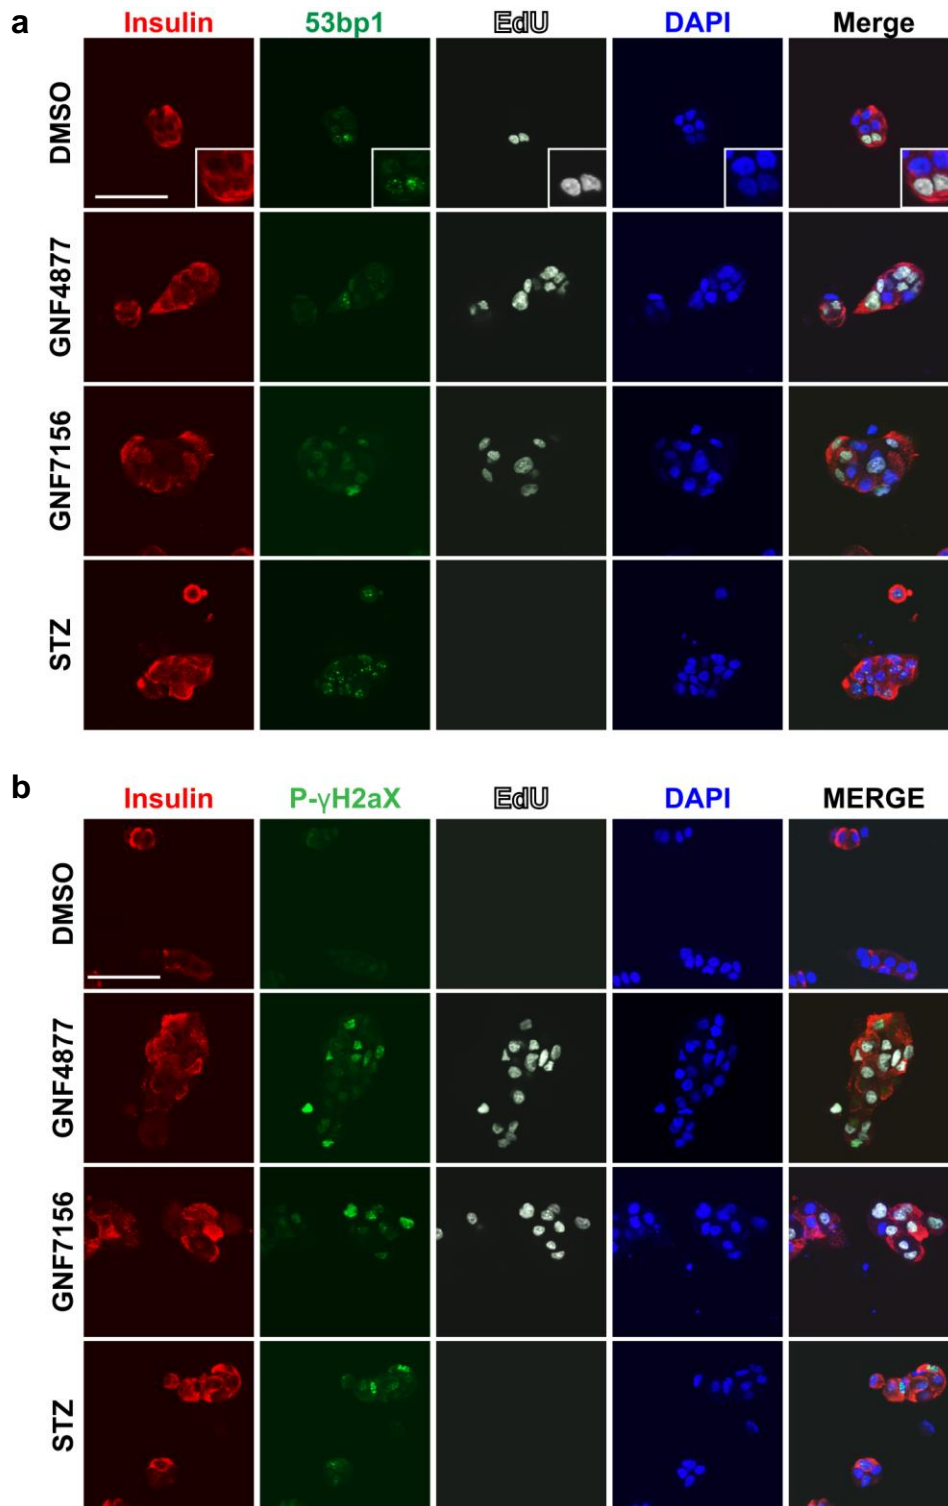 a
Insulin 53bp1 EdU DAPI Merge
DMSO
GNF4877
GNF7156
STZ
b
Insulin P-γH2aX EdU DAPI MERGE
DMSO
GNF4877
GNF7156
STZ